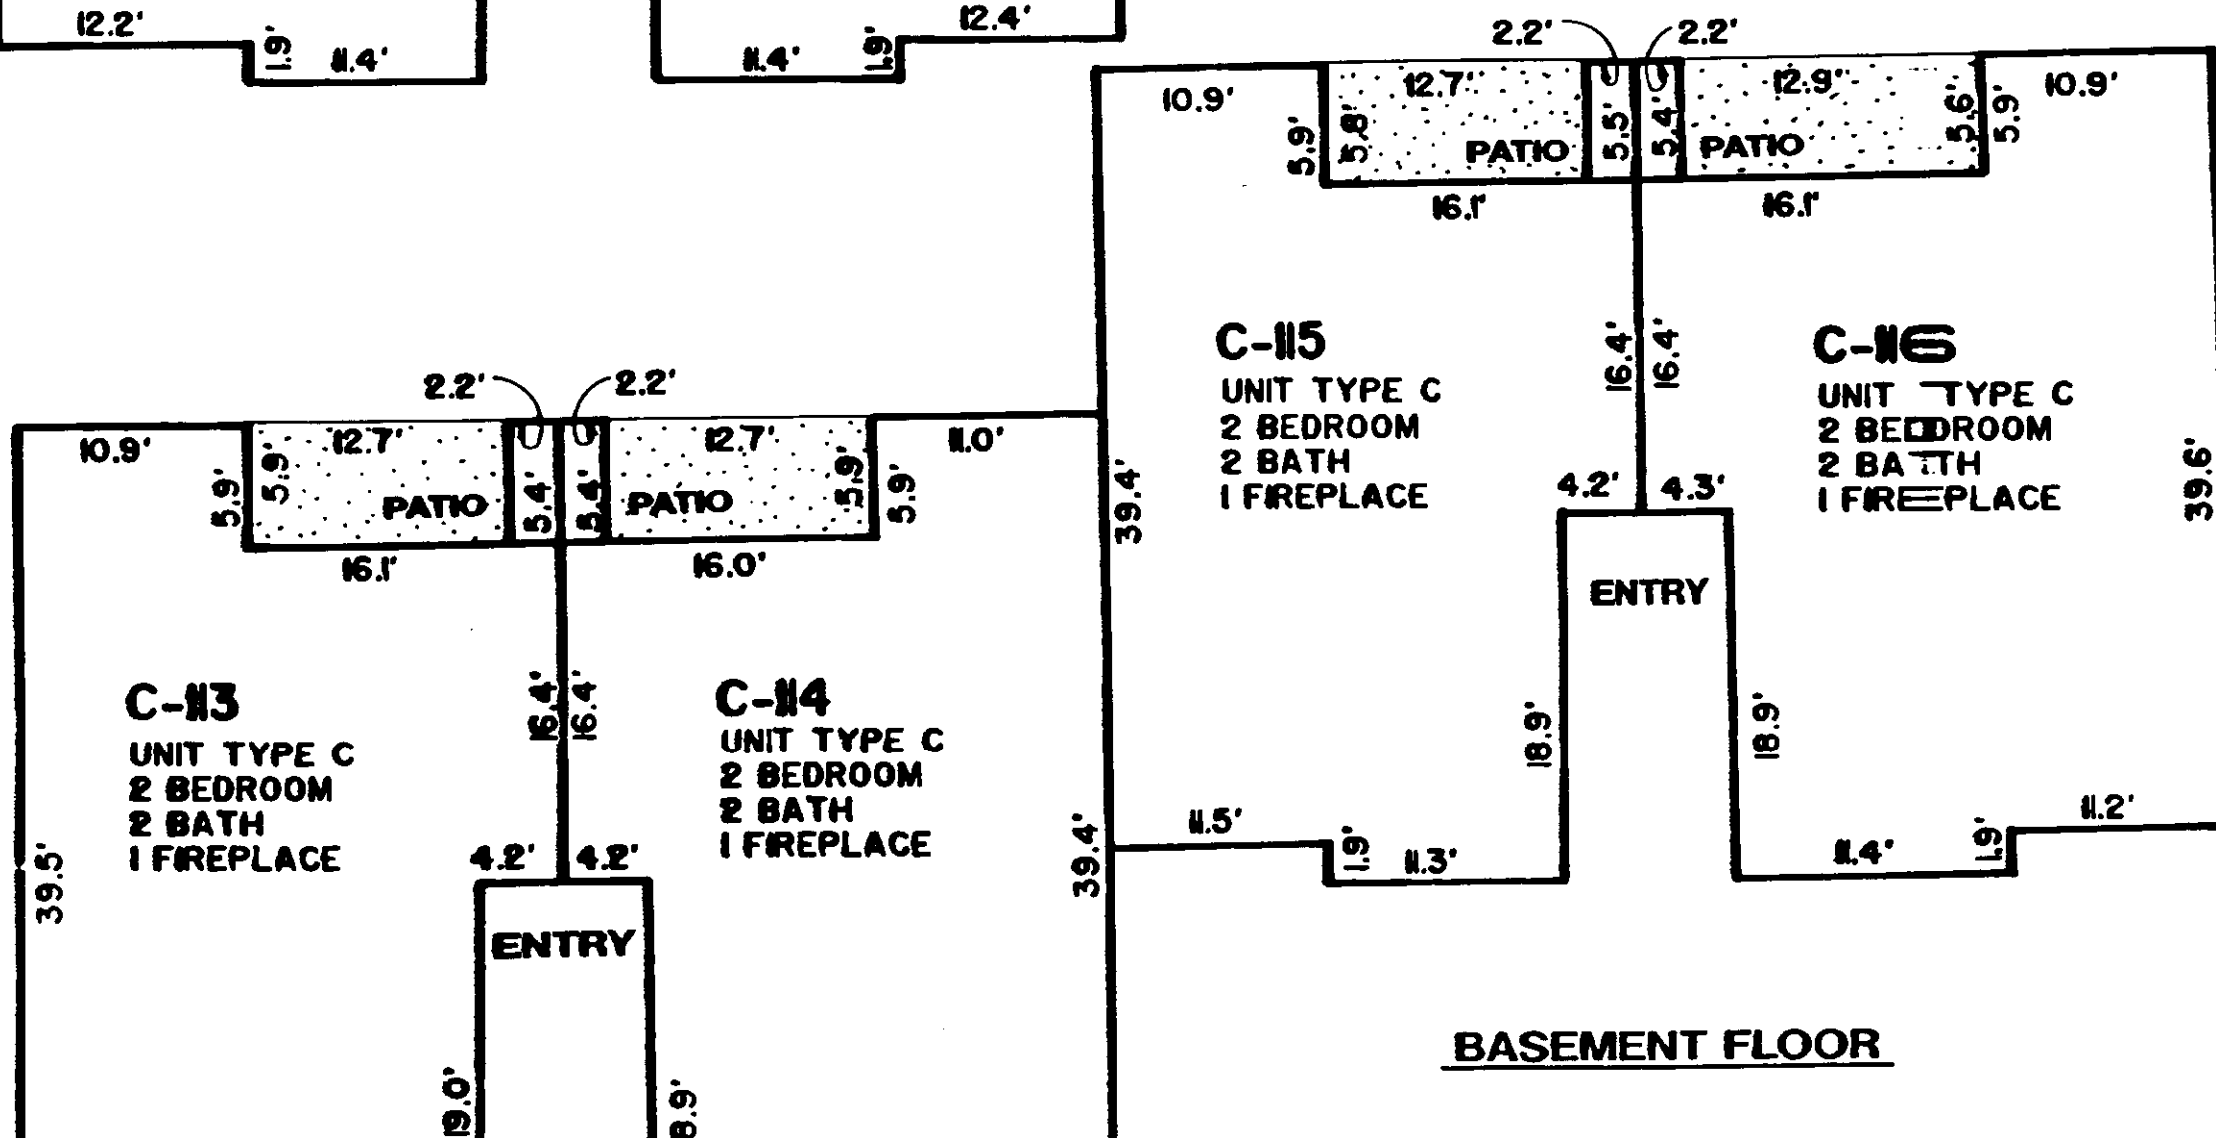 12.2'
1.9'
11.4'
11.4'
1.9'
12.4'
2.2'
2.2'
10.9'
5.9'
5.8'
12.7'
PATIO
5.5'
5.4'
12.9'
PATIO
5.6'
5.9'
10.9'
16.1'
16.1'
C-115
UNIT TYPE C
2 BEDROOM
2 BATH
1 FIREPLACE
16.4'
16.4'
C-116
UNIT TYPE C
2 BEDROOM
2 BATH
1 FIREPLACE
39.4'
39.6'
4.2'
4.3'
ENTRY
18.9'
18.9'
11.5'
1.9'
11.3'
11.4'
1.9'
11.2'
2.2'
2.2'
10.9'
5.9'
5.9'
12.7'
PATIO
5.4'
5.4'
12.7'
PATIO
5.9'
5.9'
11.0'
16.1'
16.0'
C-113
UNIT TYPE C
2 BEDROOM
2 BATH
1 FIREPLACE
16.4'
16.4'
C-114
UNIT TYPE C
2 BEDROOM
2 BATH
1 FIREPLACE
39.5'
39.4'
4.2'
4.2'
ENTRY
19.0'
8.9'
BASEMENT FLOOR